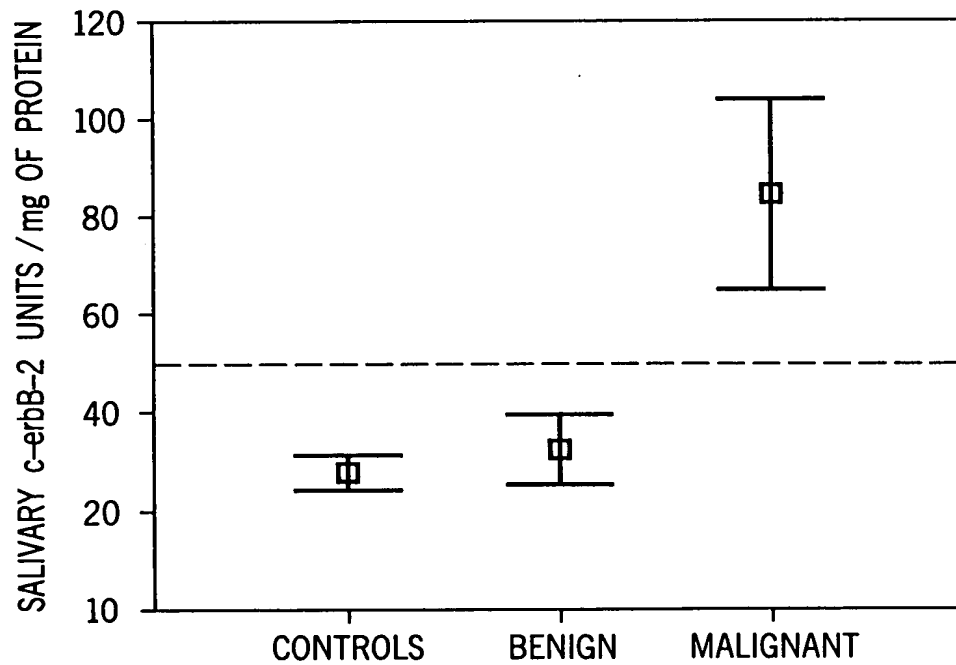 SALIVARY c-erbB-2 UNITS / mg OF PROTEIN
120
100
80
60
40
20
10
CONTROLS
BENIGN
MALIGNANT